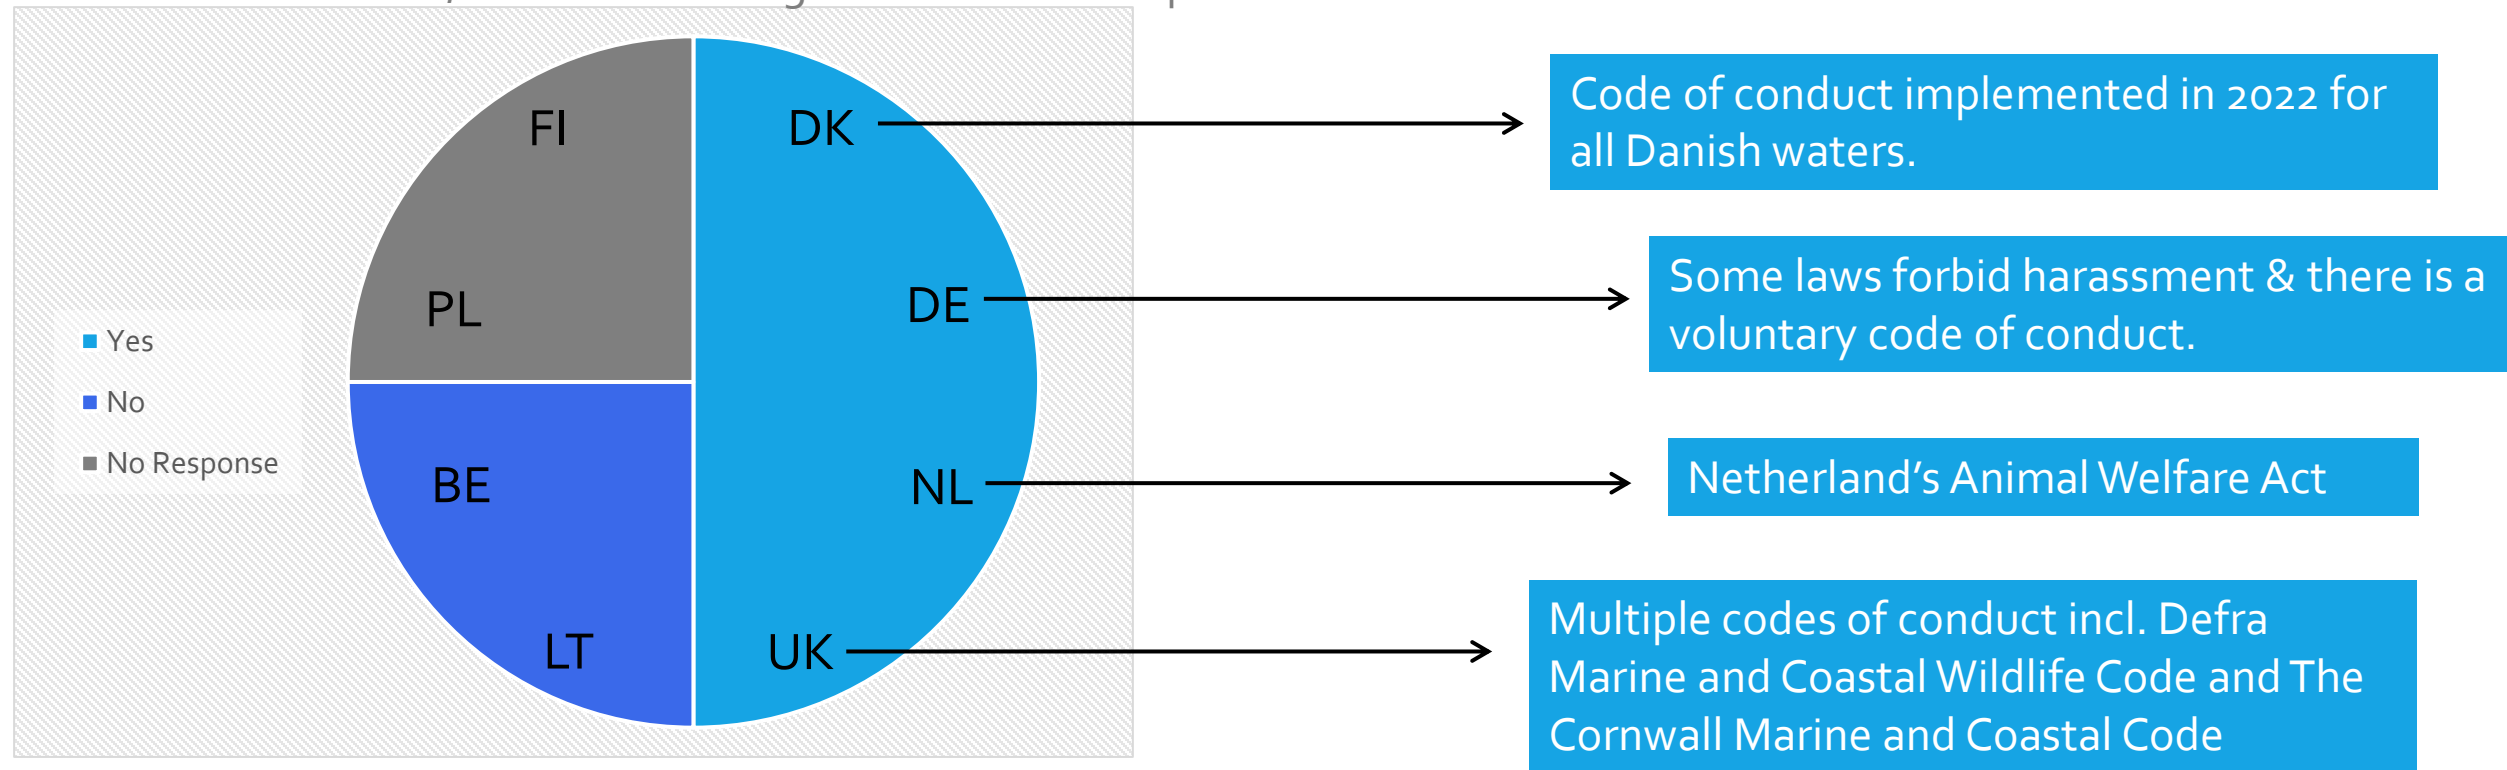 FI
DK
PL
DE
BE
NL
LT
UK
Yes
No
No Response
Code of conduct implemented in 2022 for
all Danish waters.
Some laws forbid harassment & there is a
voluntary code of conduct.
Netherland’s Animal Welfare Act
Multiple codes of conduct incl. Defra
Marine and Coastal Wildlife Code and The
Cornwall Marine and Coastal Code